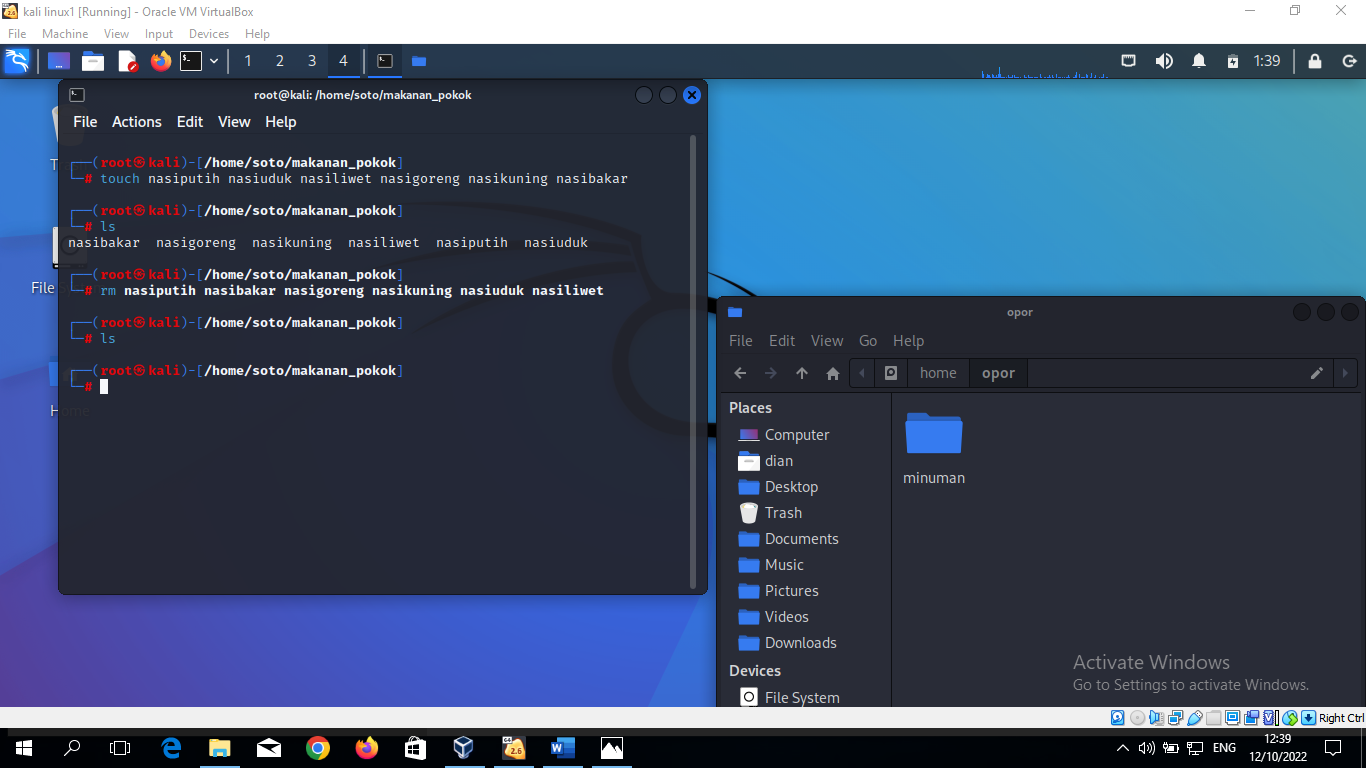 kali linux1 [Running] - Oracle VM VirtualBox
File Machine View Input Devices Help
1 2 3 4 1:39
root@kali: /home/soto/makanan_pokok
File Actions Edit View Help
┌──(root㉿kali)-[/home/soto/makanan_pokok]
└─# touch nasiputih nasiuduk nasiliwet nasigoreng nasikuning nasibakar
┌──(root㉿kali)-[/home/soto/makanan_pokok]
└─# ls
nasibakar nasigoreng nasikuning nasiliwet nasiputih nasiuduk
┌──(root㉿kali)-[/home/soto/makanan_pokok]
└─# rm nasiputih nasibakar nasigoreng nasikuning nasiuduk nasiliwet
┌──(root㉿kali)-[/home/soto/makanan_pokok]
└─# ls
┌──(root㉿kali)-[/home/soto/makanan_pokok]
└─#
File
Home
opor
File Edit View Go Help
home opor
Places
Computer
dian
Desktop
Trash
Documents
Music
Pictures
Videos
Downloads
Devices
File System
minuman
Activate Windows
Go to Settings to activate Windows.
Right Ctrl
ENG
12:39
12/10/2022